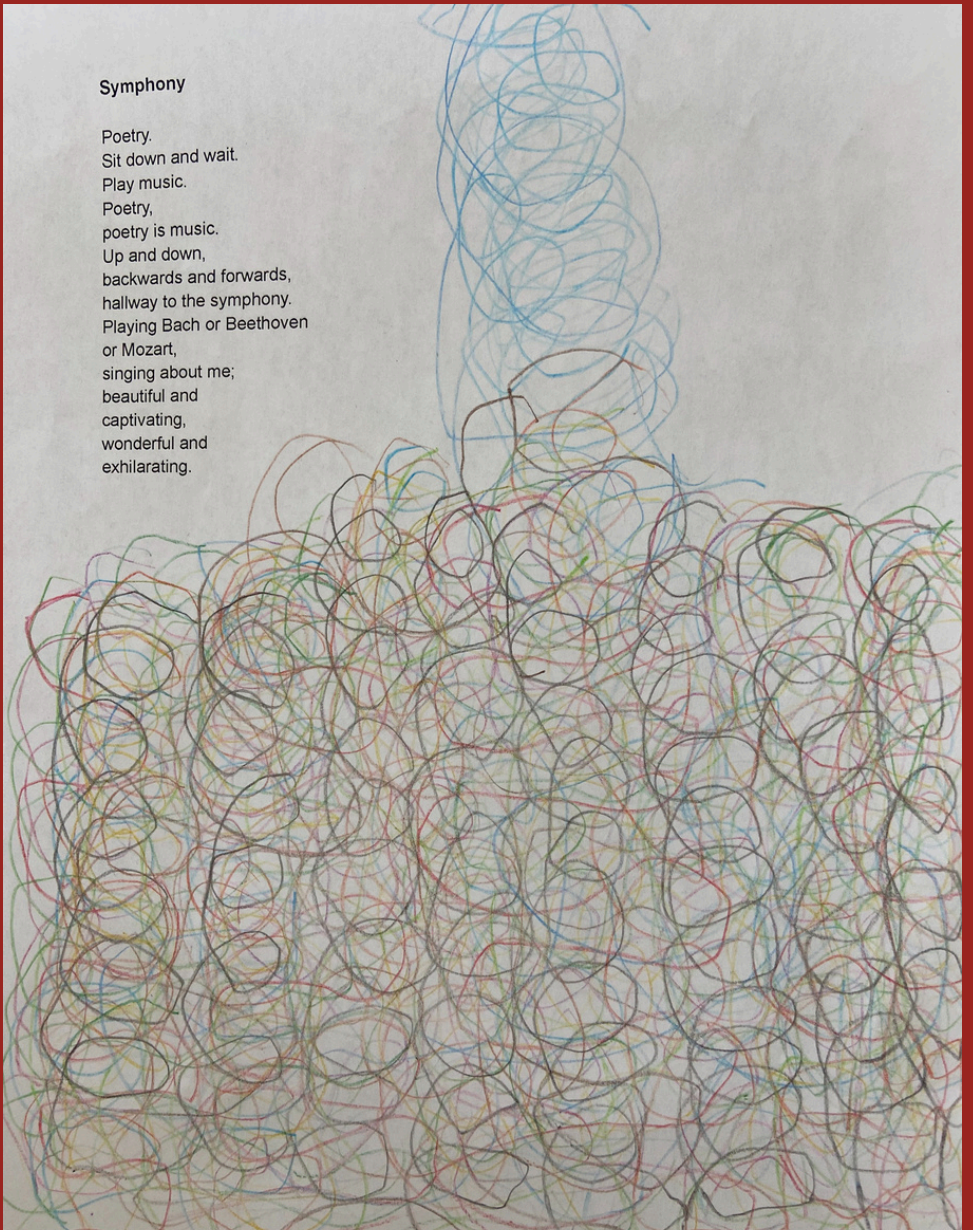 Symphony
Poetry.
Sit down and wait.
Play music.
Poetry,
poetry is music.
Up and down,
backwards and forwards,
hallway to the symphony.
Playing Bach or Beethoven
or Mozart,
singing about me;
beautiful and
captivating,
wonderful and
exhilarating.